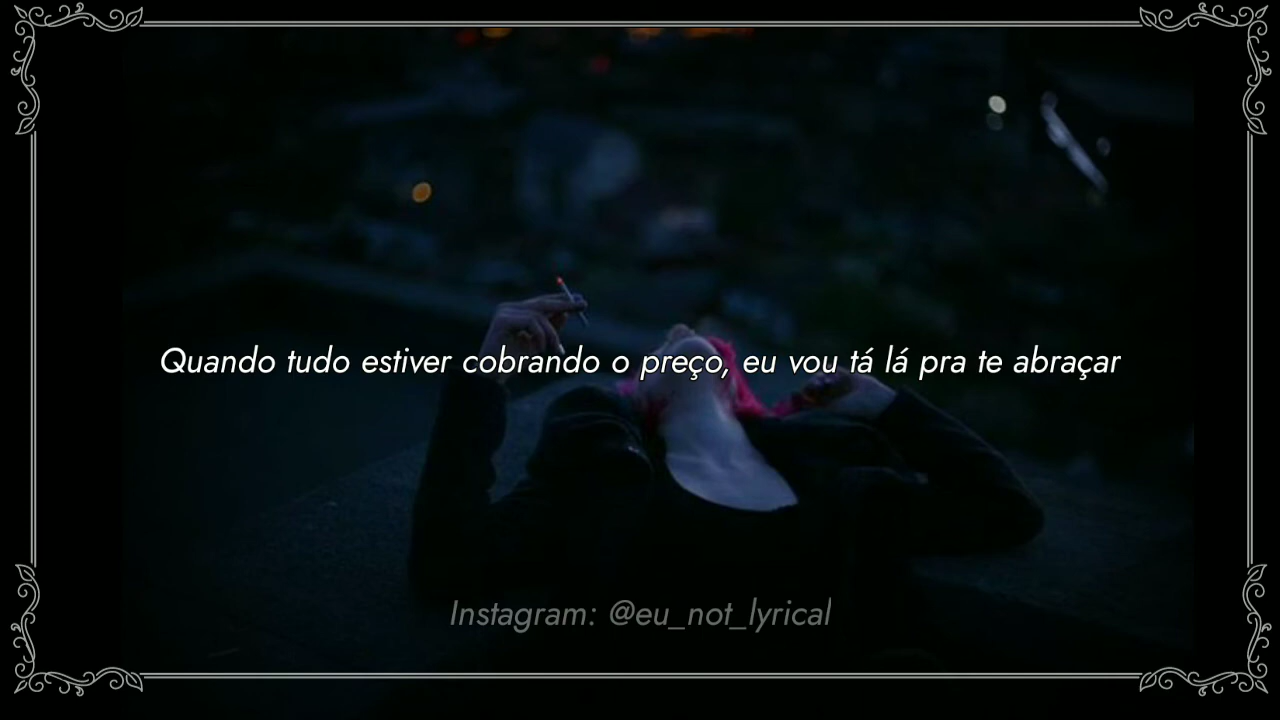 Quando tudo estiver cobrando o preço, eu vou tá lá pra te abraçar
Instagram: @eu_not_lyrical